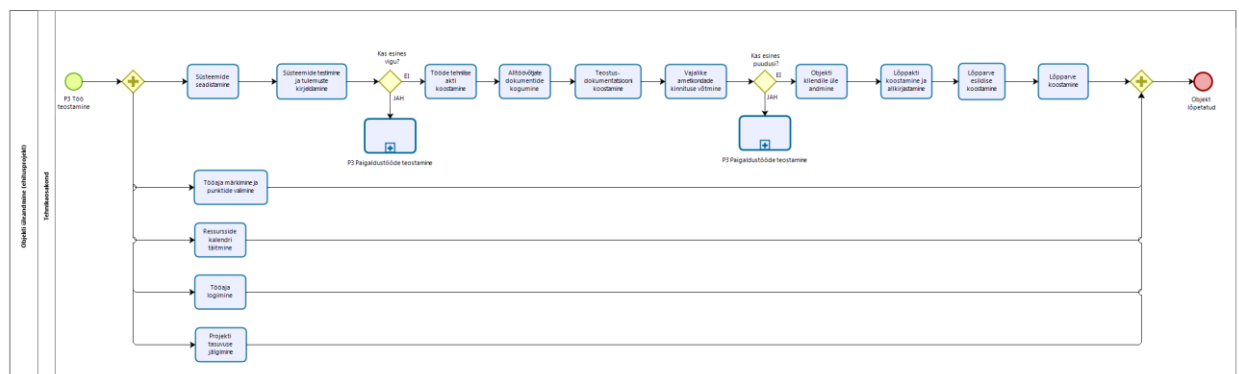 Objekti üleandmine (ehitusprojekt)
Tehnikaosakond
P3 Töö
teostamine
Süsteemide
seadistamine
Süsteemide testimine
ja tulemuste
kirjeldamine
Kas esines
vigu?
EI
JAH
P3 Paigaldustööde teostamine
Tööde tehnilise
akti
koostamine
Alltöövõtjate
dokumentide
kogumine
Teostus-
dokumentatsiooni
koostamine
Vajalike
ametkondade
kinnituse võtmine
Kas esines
puudusi?
EI
JAH
P3 Paigaldustööde teostamine
Objekti
kliendile üle
andmine
Lõppakti
koostamine ja
allkirjastamine
Lõpparve
esildise
koostamine
Lõpparve
koostamine
Objekt
lõpetatud
Tööaja märkimine ja
punktide valimine
Ressursside
kalendri
täitmine
Tööaja
logimine
Projekti
tasuvuse
jälgimine